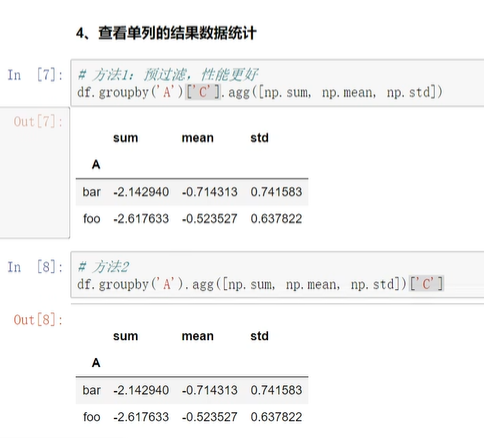 4、查看单列的结果数据统计
In [7]: # 方法1：预过滤，性能更好
df.groupby('A')['C'].agg([np.sum, np.mean, np.std])
Out[7]:
sum mean std
A
bar -2.142940 -0.714313 0.741583
foo -2.617633 -0.523527 0.637822
In [8]: # 方法2
df.groupby('A').agg([np.sum, np.mean, np.std])['C']
Out[8]:
sum mean std
A
bar -2.142940 -0.714313 0.741583
foo -2.617633 -0.523527 0.637822